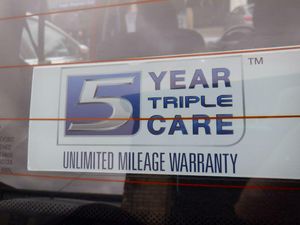 5 YEAR
TRIPLE
CARE
TM
UNLIMITED MILEAGE WARRANTY